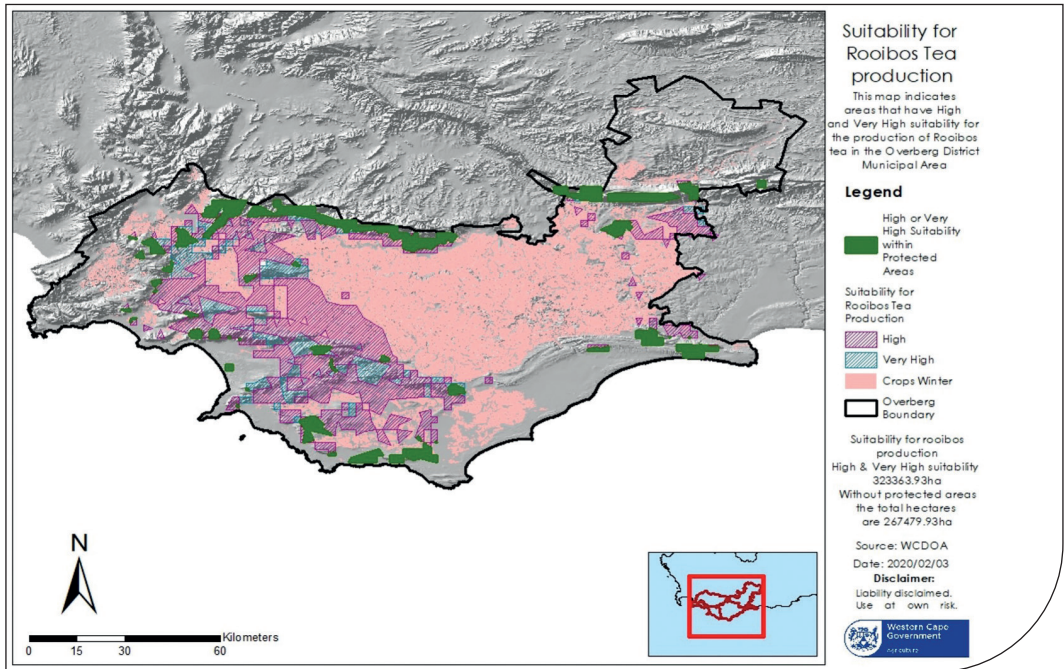 Suitability for
Rooibos Tea
production
This map indicates
areas that have High
and Very High suitability for
the production of Rooibos
tea in the Overberg District
Municipal Area
Legend
High or Very
High Suitability
within
Protected
Areas
Suitability for
Rooibos Tea
Production
High
Very High
Crops Winter
Overberg
Boundary
Suitability for rooibos
production
High & Very High suitability
323363.93ha
Without protected areas
the total hectares
are 267479.93ha
Source: WCDOA
Date: 2020/02/03
Disclaimer:
Liability disclaimed.
Use at own risk.
Western Cape
Government
Agriculture
N
Kilometers
0 15 30 60